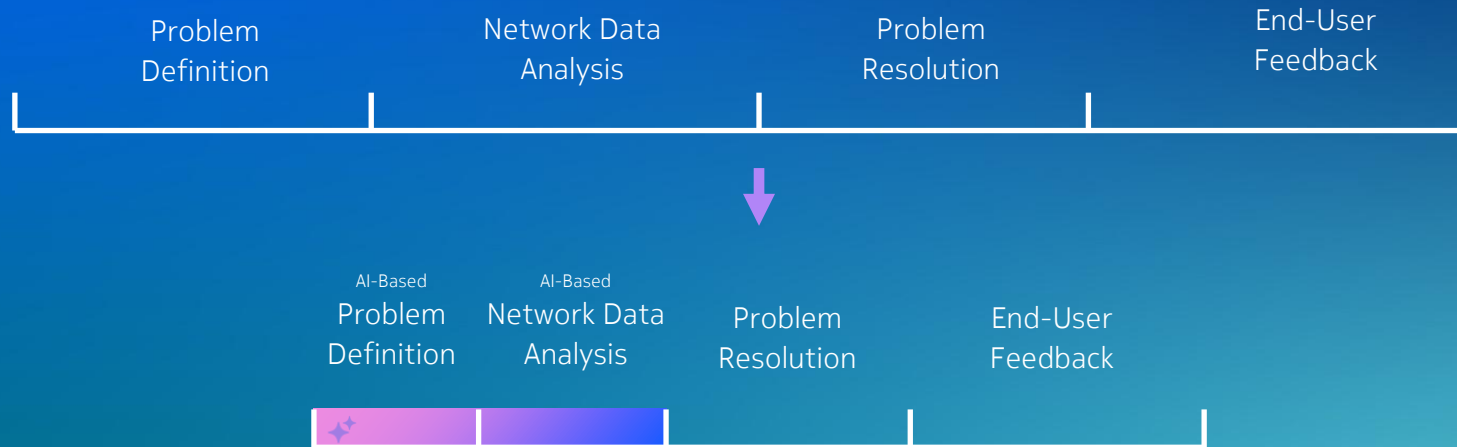 Problem
Definition
Network Data
Analysis
Problem
Resolution
End-User
Feedback
AI-Based
Problem
Definition
AI-Based
Network Data
Analysis
Problem
Resolution
End-User
Feedback